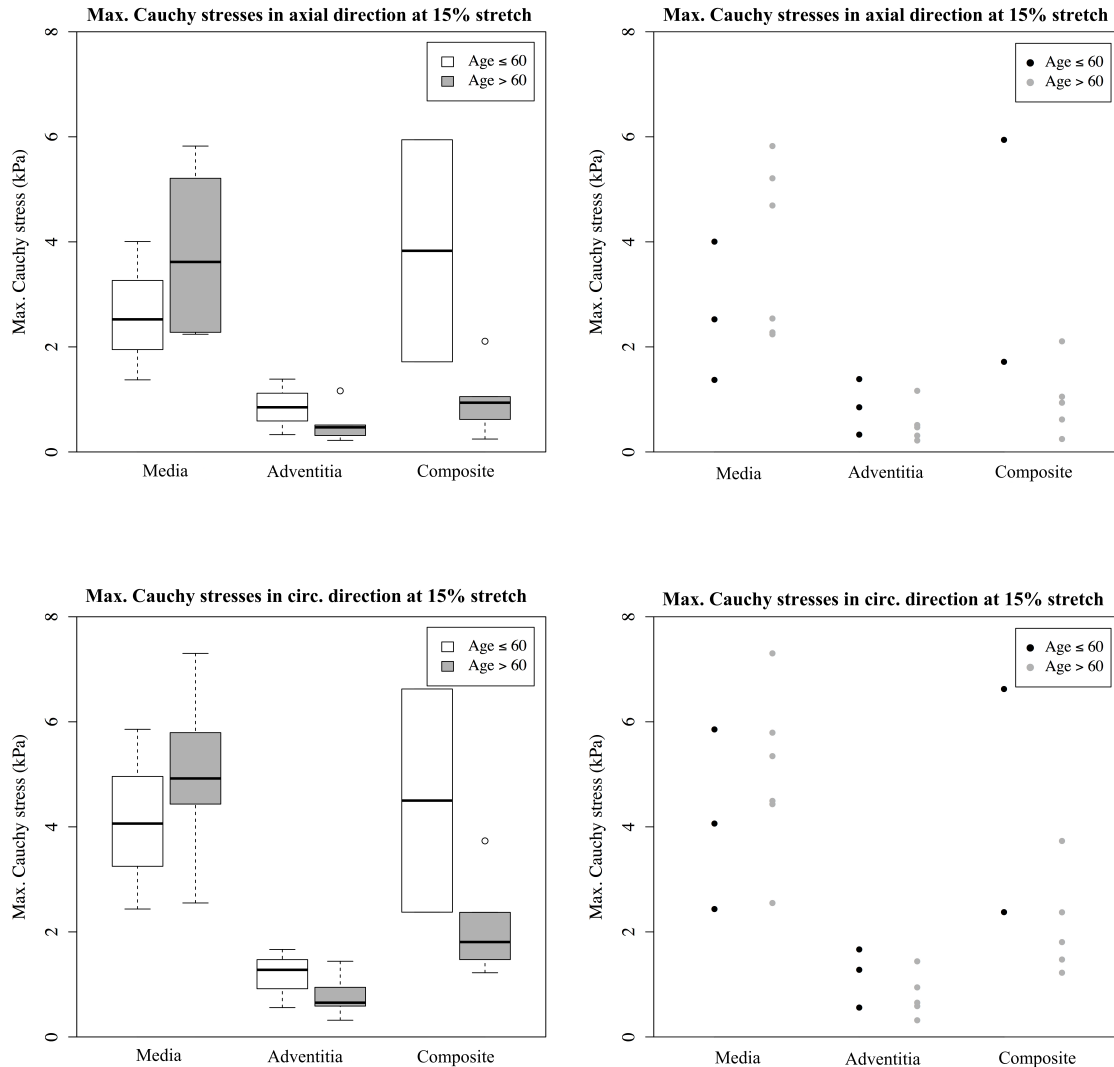 Max. Cauchy stresses in axial direction at 15% stretch
Max. Cauchy stress (kPa)
0
2
4
6
8
Age ≤ 60
Age > 60
Media
Adventitia
Composite
Max. Cauchy stresses in axial direction at 15% stretch
Max. Cauchy stress (kPa)
0
2
4
6
8
Age ≤ 60
Age > 60
Media
Adventitia
Composite
Max. Cauchy stresses in circ. direction at 15% stretch
Max. Cauchy stress (kPa)
0
2
4
6
8
Age ≤ 60
Age > 60
Media
Adventitia
Composite
Max. Cauchy stresses in circ. direction at 15% stretch
Max. Cauchy stress (kPa)
0
2
4
6
8
Age ≤ 60
Age > 60
Media
Adventitia
Composite